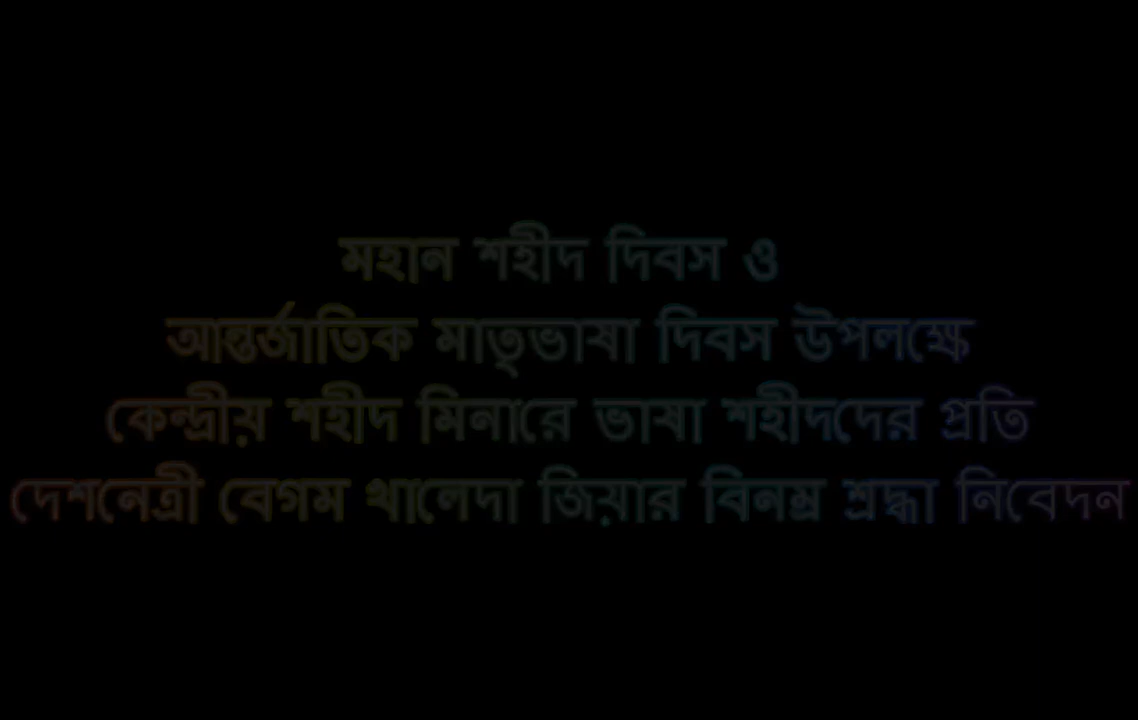 মহান শহীদ দিবস ও
আন্তর্জাতিক মাতৃভাষা দিবস উপলক্ষে
কেন্দ্রীয় শহীদ মিনারে ভাষা শহীদদের প্রতি
দেশনেত্রী বেগম খালেদা জিয়ার বিনম্র শ্রদ্ধা নিবেদন